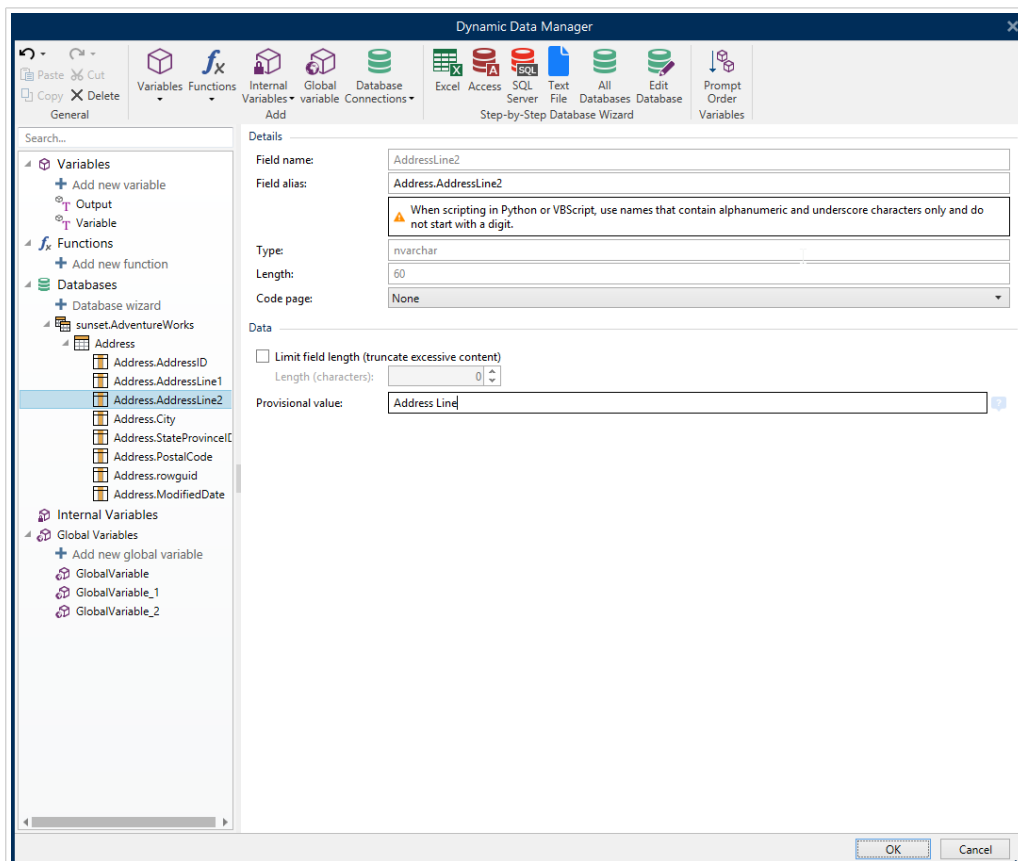 Dynamic Data Manager
Paste Cut
Copy Delete
General
Variables Functions
Internal Variables
Global variable
Database Connections
Add
Excel Access SQL Server Text File All Databases Edit Database
Step-by-Step Database Wizard
Prompt Order
Variables
Search...
Variables
Add new variable
Output
Variable
Functions
Add new function
Databases
Database wizard
sunset.AdventureWorks
Address
Address.AddressID
Address.AddressLine1
Address.AddressLine2
Address.City
Address.StateProvinceID
Address.PostalCode
Address.rowguid
Address.ModifiedDate
Internal Variables
Global Variables
Add new global variable
GlobalVariable
GlobalVariable_1
GlobalVariable_2
Details
Field name: AddressLine2
Field alias: Address.AddressLine2
When scripting in Python or VBScript, use names that contain alphanumeric and underscore characters only and do
not start with a digit.
Type: nvarchar
Length: 60
Code page: None
Data
Limit field length (truncate excessive content)
Length (characters): 0
Provisional value: Address Line
OK Cancel